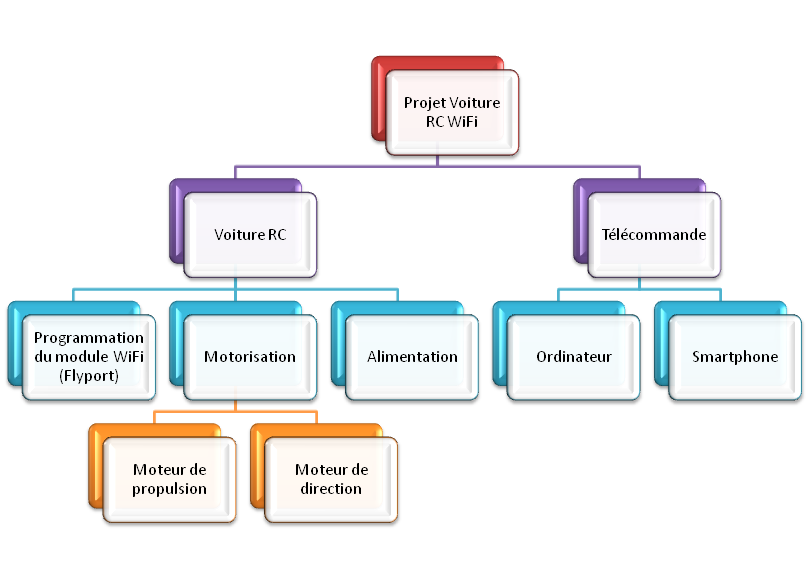 Projet Voiture
RC WiFi
Voiture RC
Télécommande
Programmation
du module WiFi
(Flyport)
Motorisation
Alimentation
Ordinateur
Smartphone
Moteur de
propulsion
Moteur de
direction